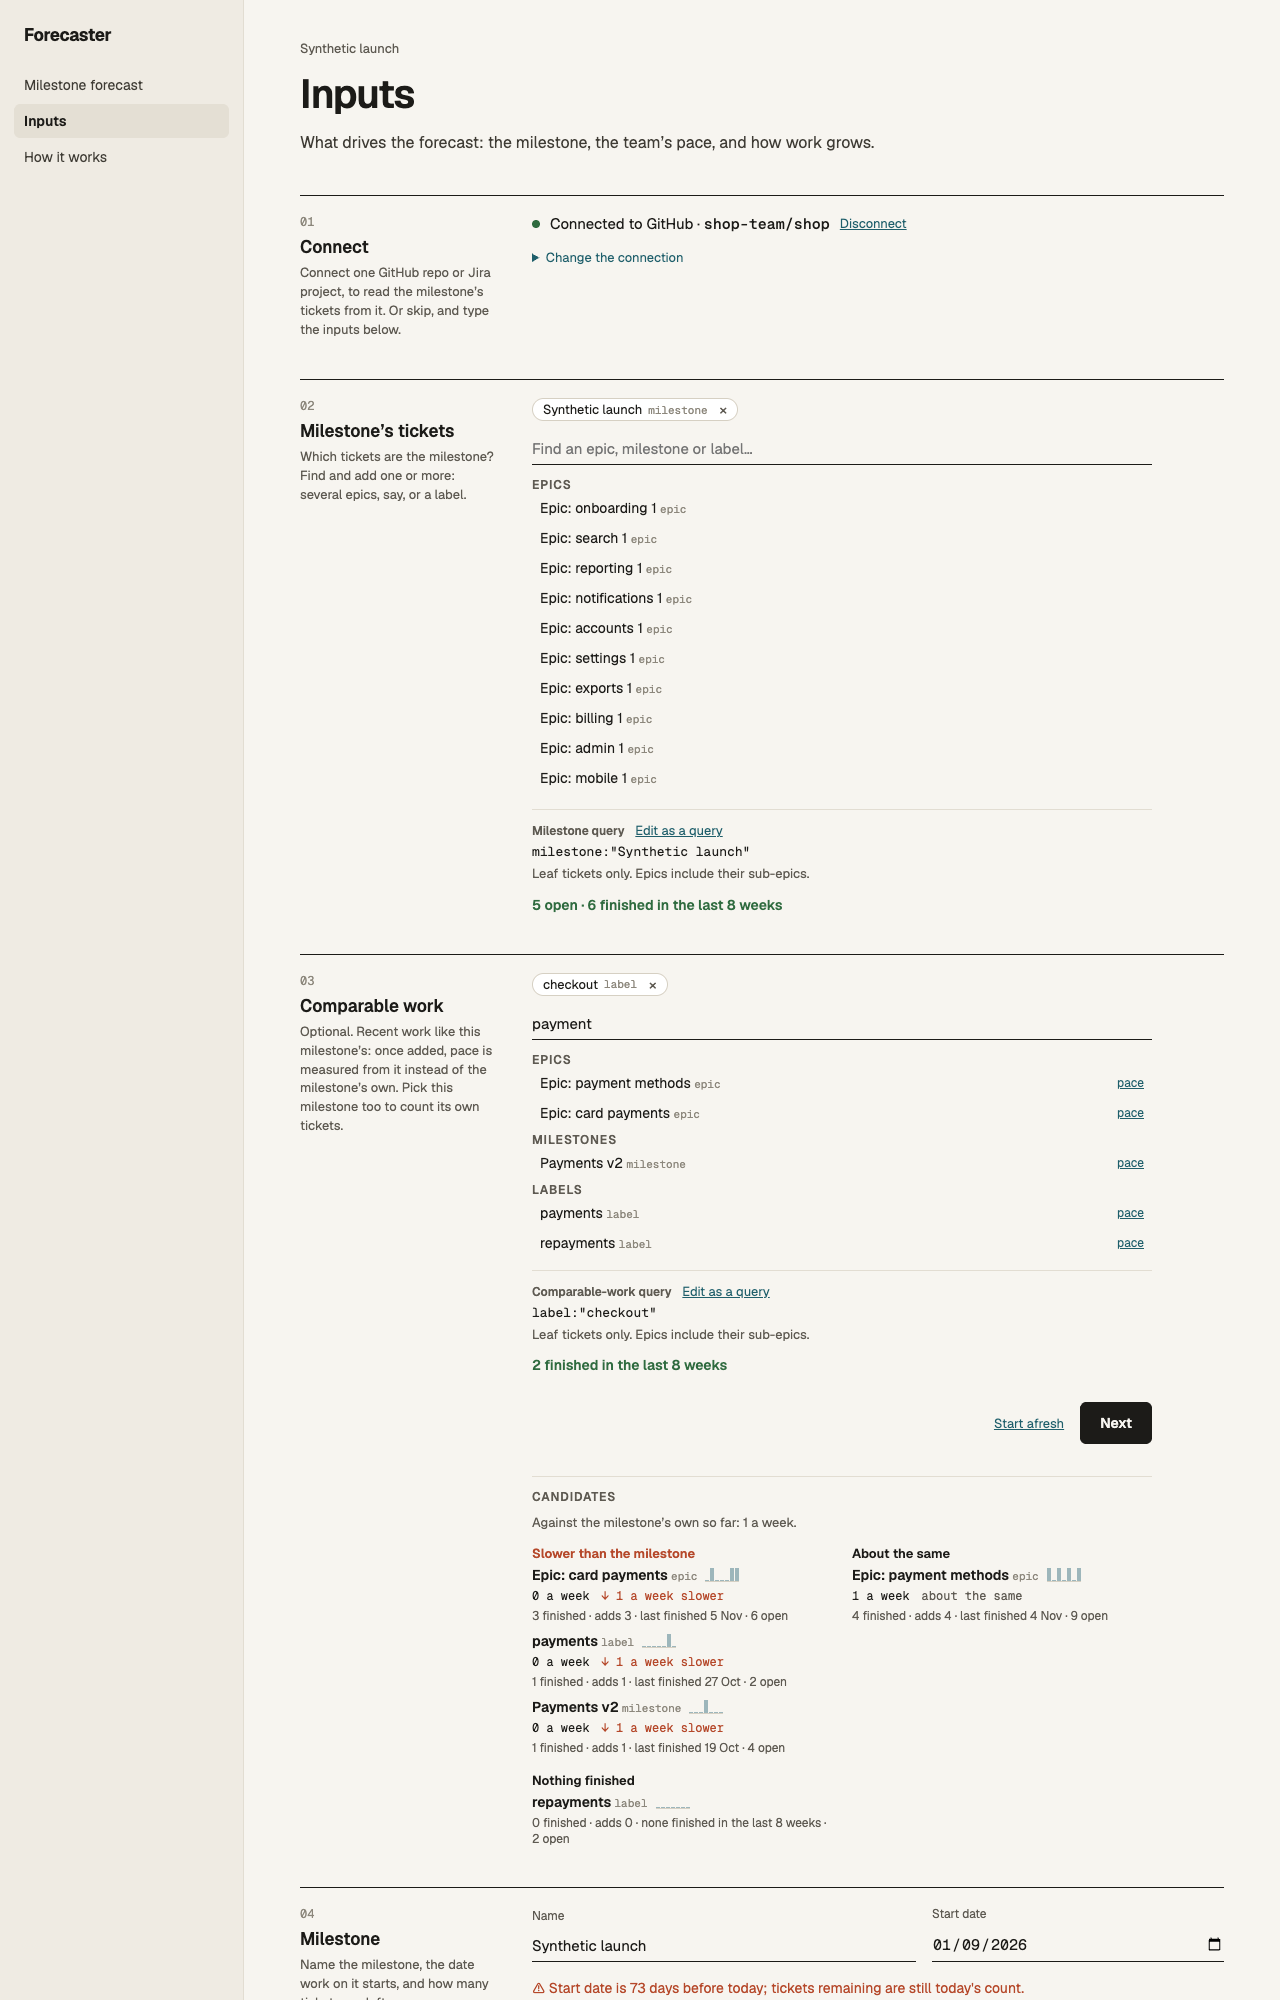 Forecaster
Milestone forecast
Inputs
How it works
Synthetic launch
Inputs
What drives the forecast: the milestone, the team’s pace, and how work grows.
01
Connect
Connect one GitHub repo or Jira
project, to read the milestone’s
tickets from it. Or skip, and type
the inputs below.
Connected to GitHub · shop-team/shop Disconnect
▶ Change the connection
02
Milestone’s tickets
Which tickets are the milestone?
Find and add one or more:
several epics, say, or a label.
Synthetic launch milestone ×
Find an epic, milestone or label…
EPICS
Epic: onboarding 1 epic
Epic: search 1 epic
Epic: reporting 1 epic
Epic: notifications 1 epic
Epic: accounts 1 epic
Epic: settings 1 epic
Epic: exports 1 epic
Epic: billing 1 epic
Epic: admin 1 epic
Epic: mobile 1 epic
Milestone query Edit as a query
milestone:"Synthetic launch"
Leaf tickets only. Epics include their sub-epics.
5 open · 6 finished in the last 8 weeks
03
Comparable work
Optional. Recent work like this
milestone’s: once added, pace is
measured from it instead of the
milestone’s own. Pick this
milestone too to count its own
tickets.
checkout label ×
payment
EPICS
Epic: payment methods epic pace
Epic: card payments epic pace
MILESTONES
Payments v2 milestone pace
LABELS
payments label pace
repayments label pace
Comparable-work query Edit as a query
label:"checkout"
Leaf tickets only. Epics include their sub-epics.
2 finished in the last 8 weeks
Start afresh Next
CANDIDATES
Against the milestone’s own so far: 1 a week.
Slower than the milestone
Epic: card payments epic
0 a week ↓ 1 a week slower
3 finished · adds 3 · last finished 5 Nov · 6 open
payments label
0 a week ↓ 1 a week slower
1 finished · adds 1 · last finished 27 Oct · 2 open
Payments v2 milestone
0 a week ↓ 1 a week slower
1 finished · adds 1 · last finished 19 Oct · 4 open
About the same
Epic: payment methods epic
1 a week about the same
4 finished · adds 4 · last finished 4 Nov · 9 open
Nothing finished
repayments label
0 finished · adds 0 · none finished in the last 8 weeks ·
2 open
04
Milestone
Name the milestone, the date
work on it starts, and how many
Name
Synthetic launch
Start date
01/09/2026
⚠ Start date is 73 days before today; tickets remaining are still today's count.